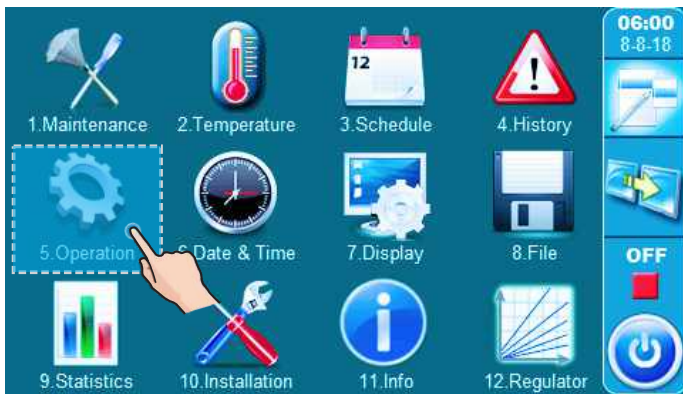 06:00
8-8-18
12
1.Maintenance
2.Temperature
3.Schedule
4.History
5.Operation
6.Date & Time
7.Display
8.File
OFF
9.Statistics
10.Installation
11.Info
12.Regulator